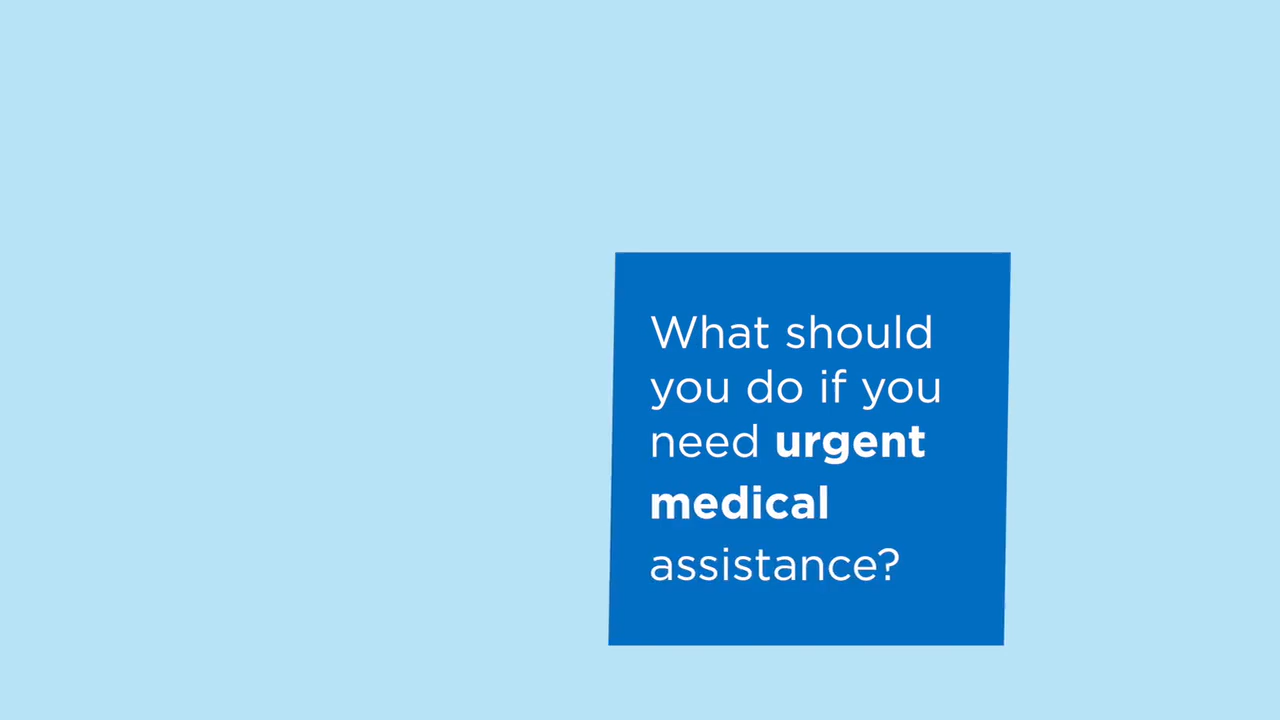 What should
you do if you
need urgent
medical
assistance?